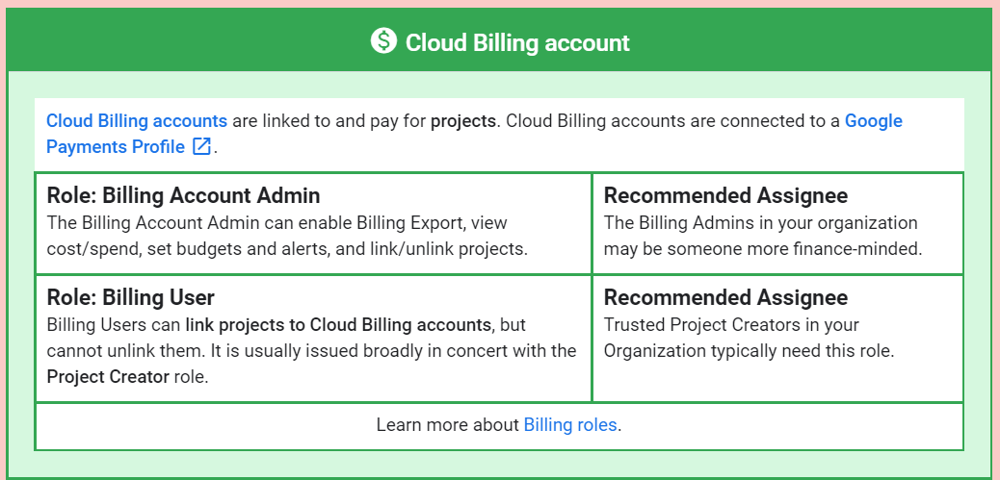 Cloud Billing account
Cloud Billing accounts are linked to and pay for projects. Cloud Billing accounts are connected to a Google
Payments Profile.
Role: Billing Account Admin
The Billing Account Admin can enable Billing Export, view
cost/spend, set budgets and alerts, and link/unlink projects.
Recommended Assignee
The Billing Admins in your organization
may be someone more finance-minded.
Role: Billing User
Billing Users can link projects to Cloud Billing accounts, but
cannot unlink them. It is usually issued broadly in concert with the
Project Creator role.
Recommended Assignee
Trusted Project Creators in your
Organization typically need this role.
Learn more about Billing roles.